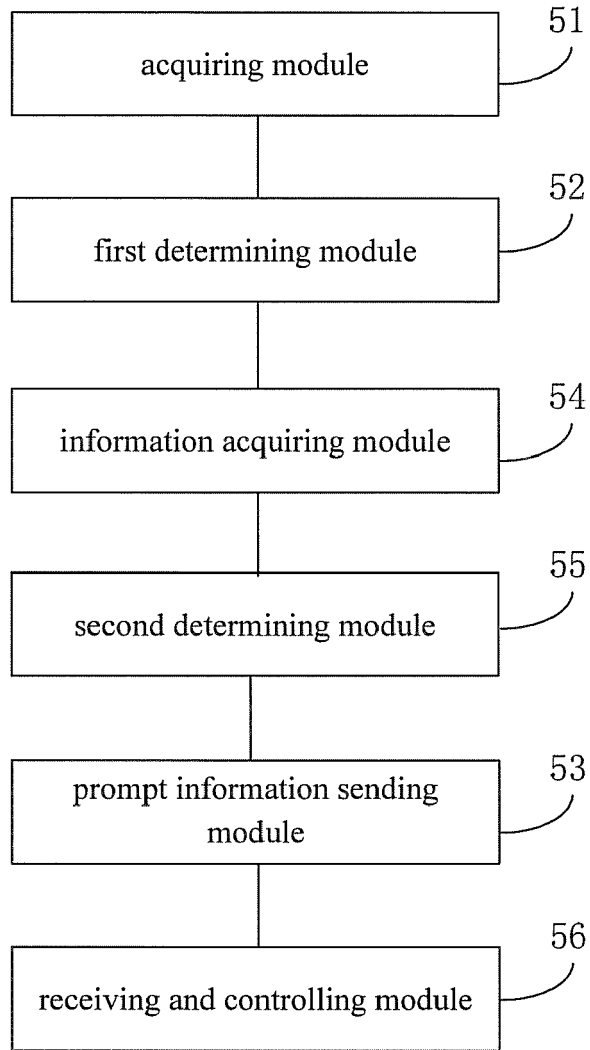 51
acquiring module
52
first determining module
54
information acquiring module
55
second determining module
53
prompt information sending
module
56
receiving and controlling module